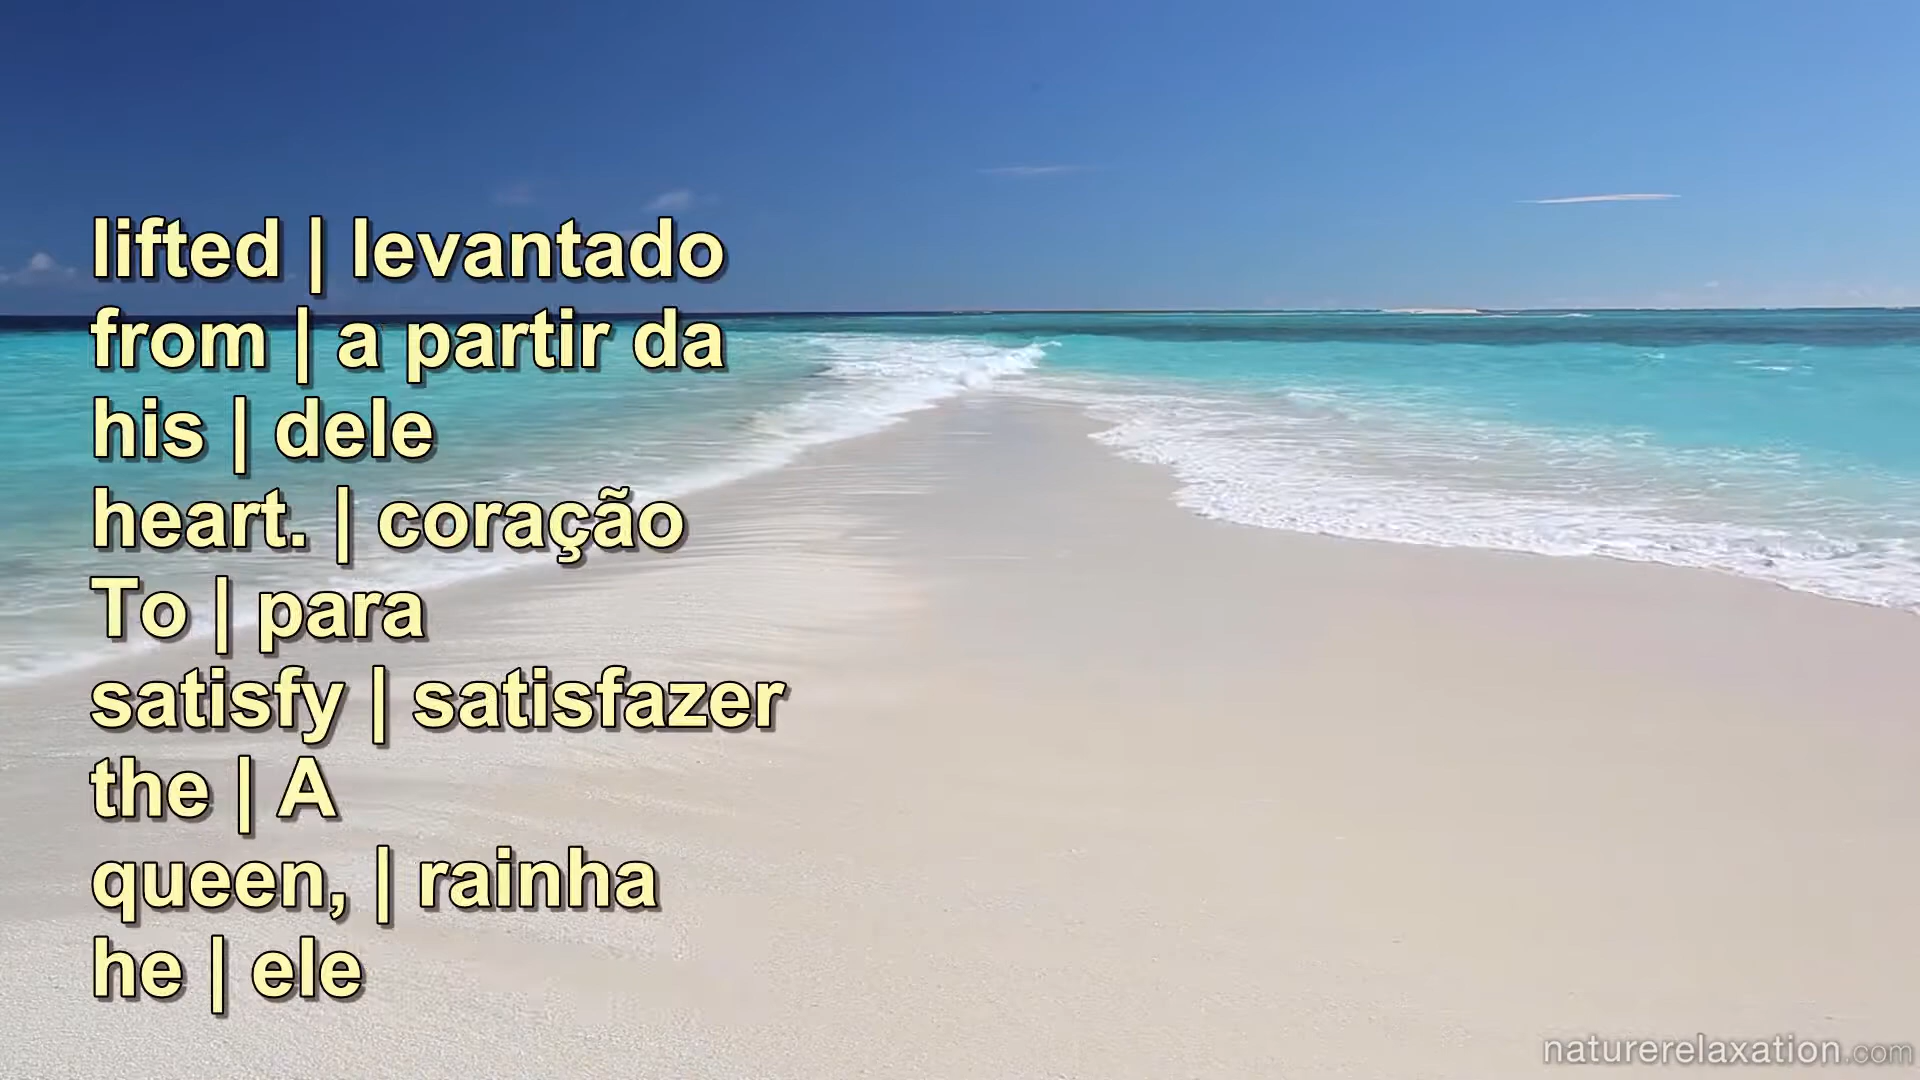 lifted | levantado
from | a partir da
his | dele
heart. | coração
To | para
satisfy | satisfazer
the | A
queen, | rainha
he | ele
naturerelaxation.com